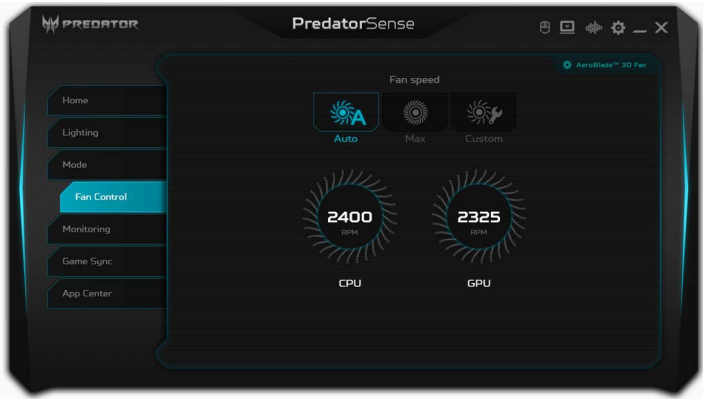 PREDATOR
PredatorSense
AeroBlade™ 3D Fan
Fan speed
Home
Lighting
Mode
Fan Control
Monitoring
Game Sync
App Center
Auto
Max
Custom
2400
RPM
2325
RPM
CPU
GPU